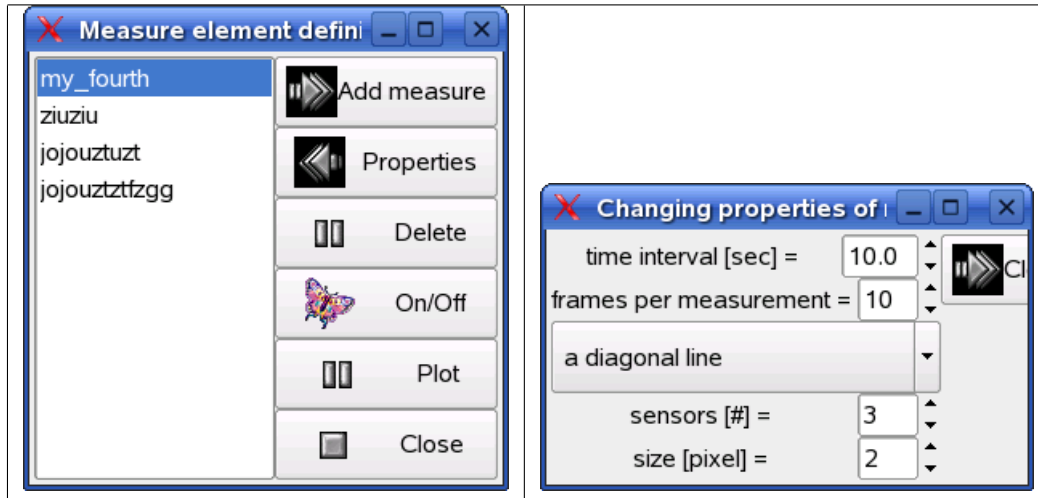 Measure element defini
my_fourth
ziuziu
jojouztuzt
jojouztztfzgg
Add measure
Properties
Delete
On/Off
Plot
Close
Changing properties of
time interval [sec] = 10.0
frames per measurement = 10
a diagonal line
sensors [#] = 3
size [pixel] = 2